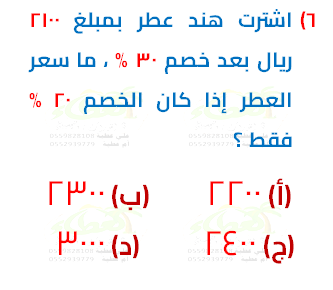 ٦) اشترت هند عطر بمبلغ ٢١٠٠
ريال بعد خصم ٣٠ % ، ما سعر
العطر إذا كان الخصم ٢٠ %
فقط ؟
(أ) ٢٢٠٠ (ب) ٢٣٠٠
(ج) ٢٤٠٠ (د) ٣٠٠٠